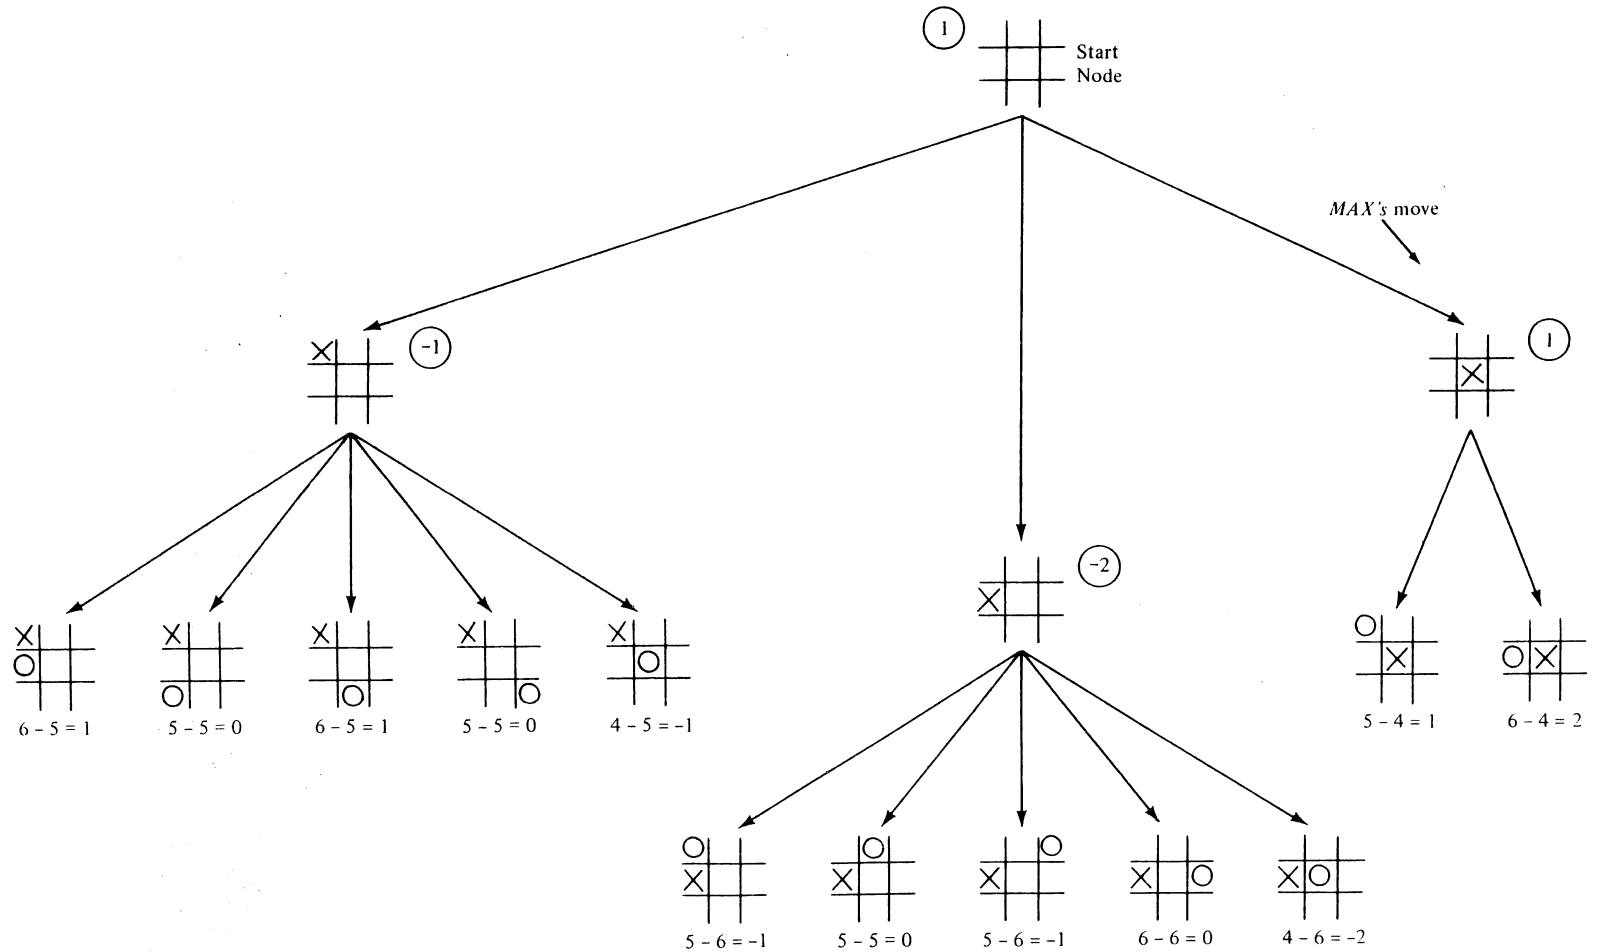 1
Start
Node
MAX's move
-1
1
-2
6 – 5 = 1
5 – 5 = 0
6 – 5 = 1
5 – 5 = 0
4 – 5 = -1
5 – 4 = 1
6 – 4 = 2
5 – 6 = -1
5 – 5 = 0
5 – 6 = -1
6 – 6 = 0
4 – 6 = -2